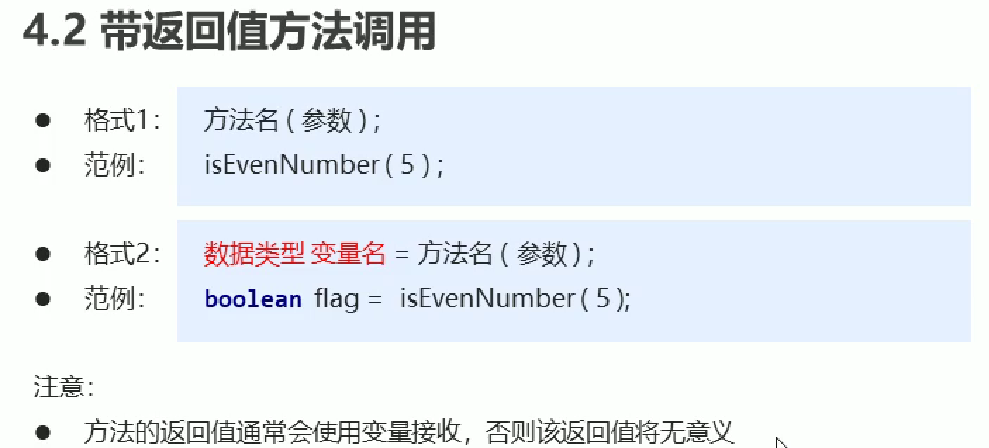 4.2 带返回值方法调用
● 格式1： 方法名 ( 参数 ) ;
● 范例： isEvenNumber ( 5 ) ;
● 格式2： 数据类型 变量名 = 方法名 ( 参数 ) ;
● 范例： boolean flag = isEvenNumber ( 5 );
注意：
● 方法的返回值通常会使用变量接收，否则该返回值将无意义